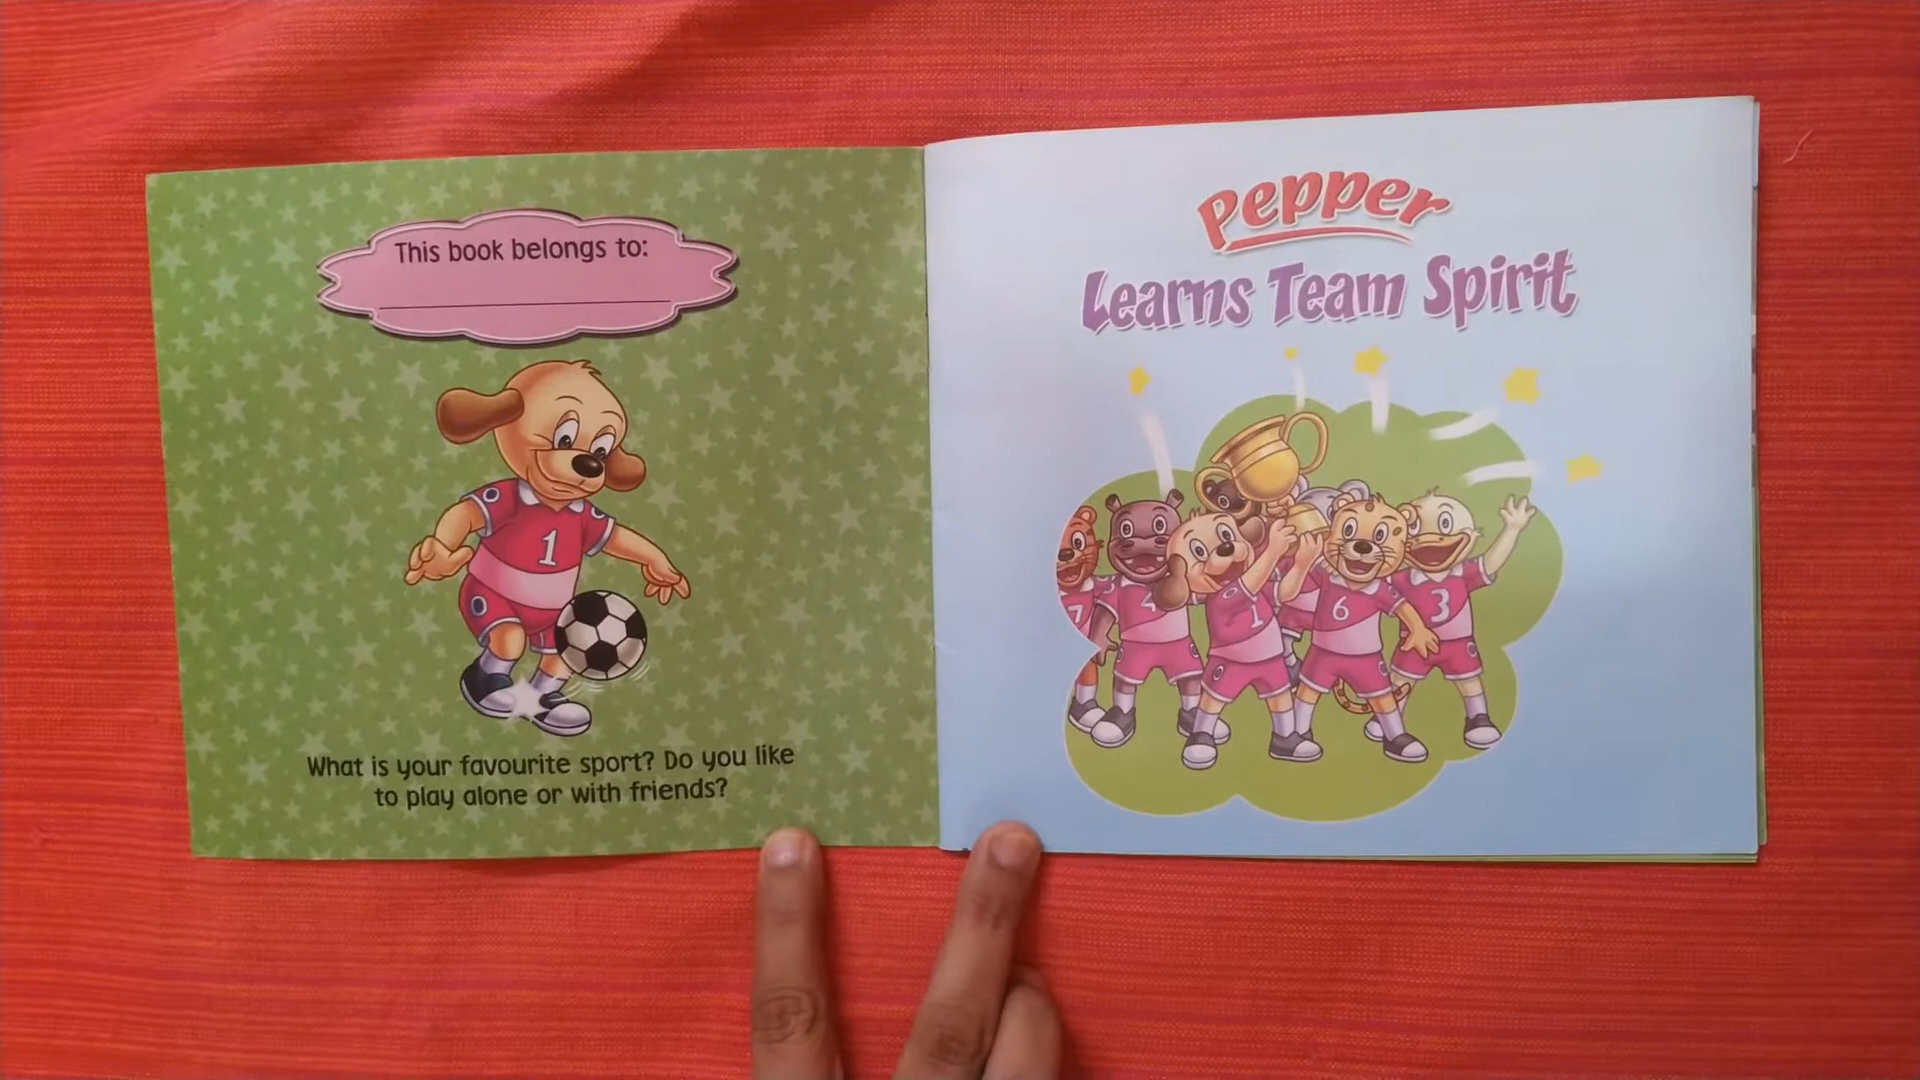 This book belongs to:
1
What is your favourite sport? Do you like
to play alone or with friends?
Pepper
Learns Team Spirit
7
4
1
6
3